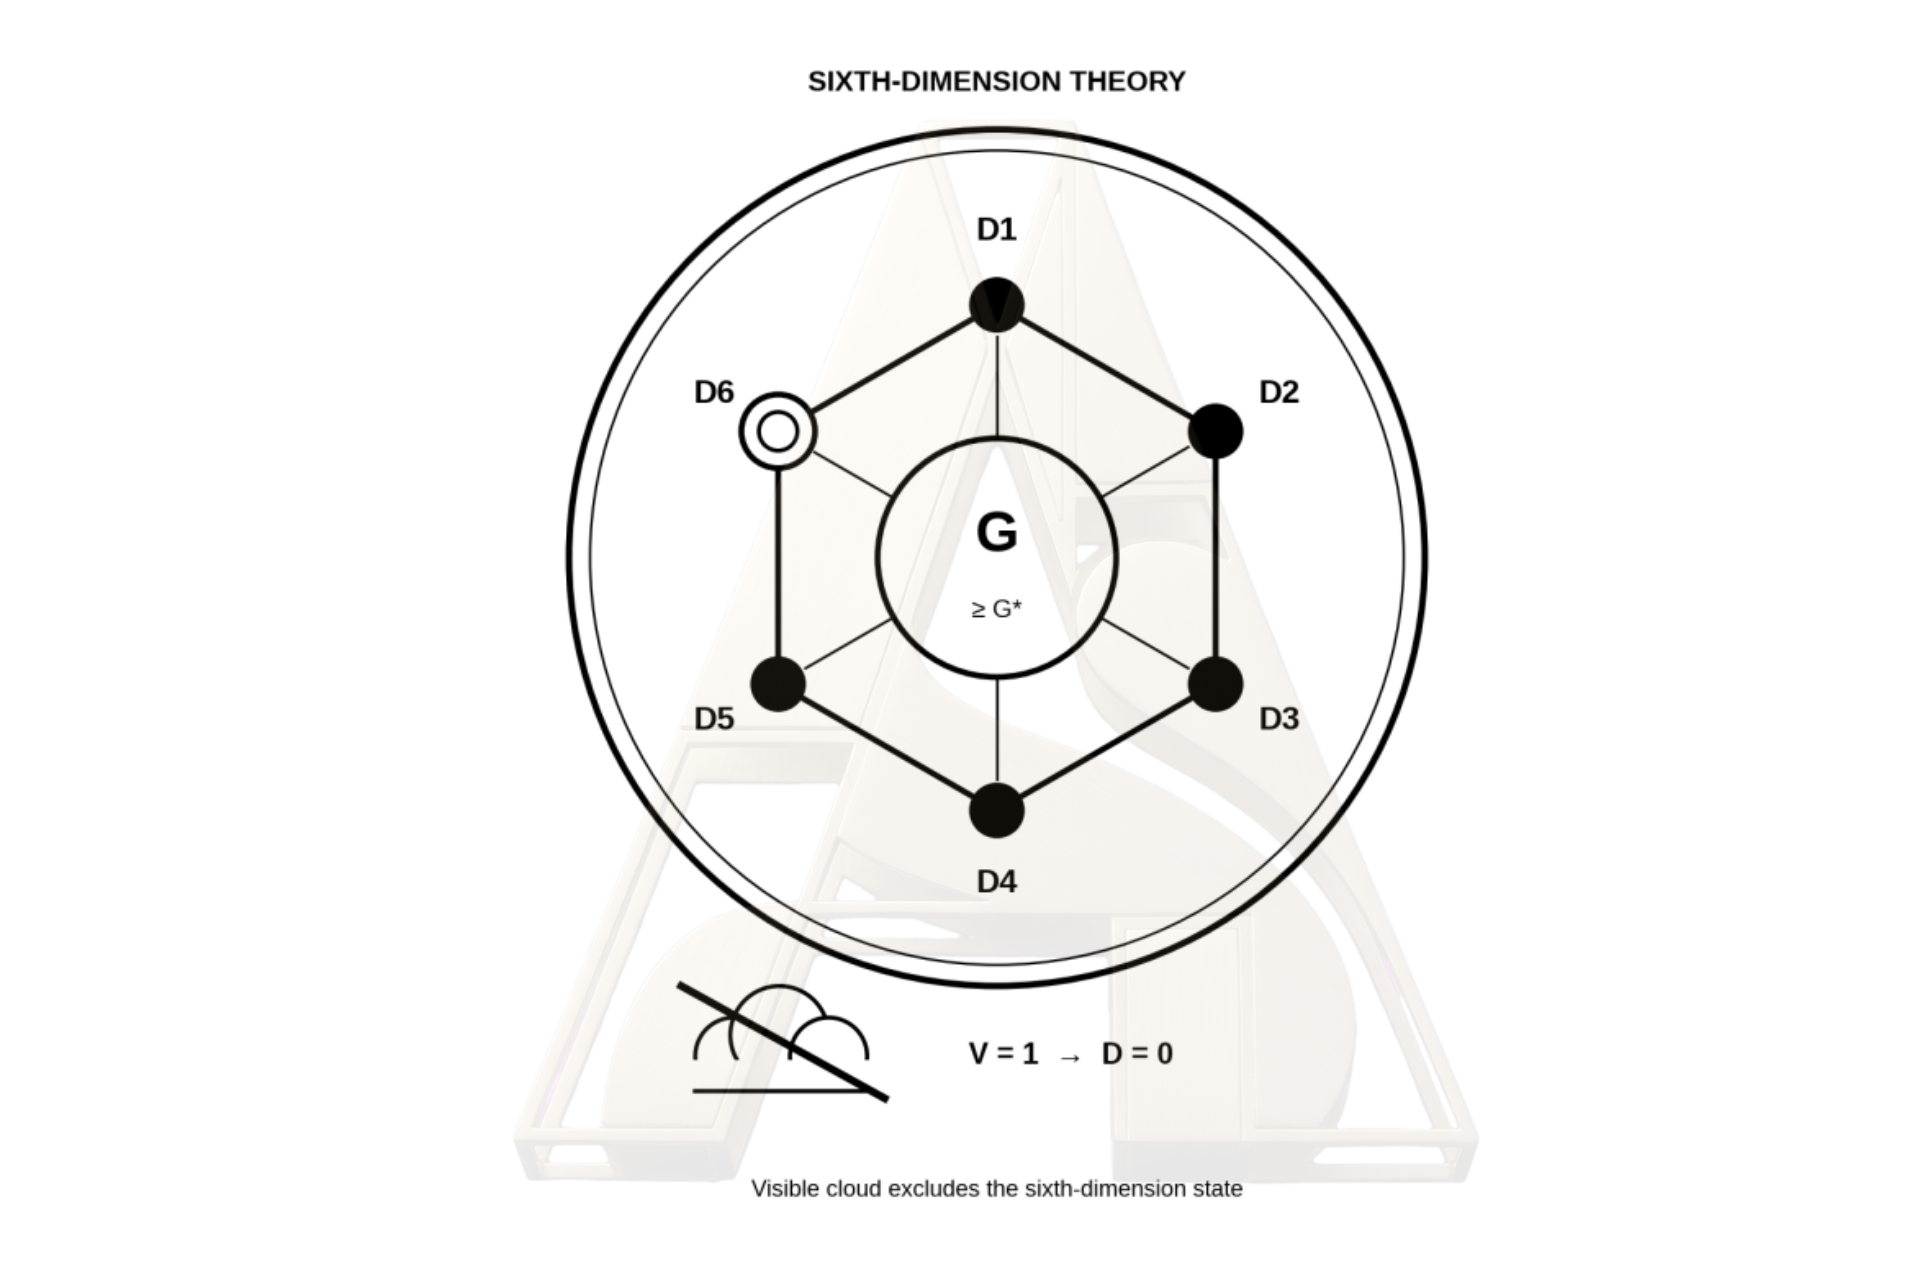 SIXTH-DIMENSION THEORY
D1
D6
D2
G
≥ G*
D5
D3
D4
V = 1 → D = 0
Visible cloud excludes the sixth-dimension state